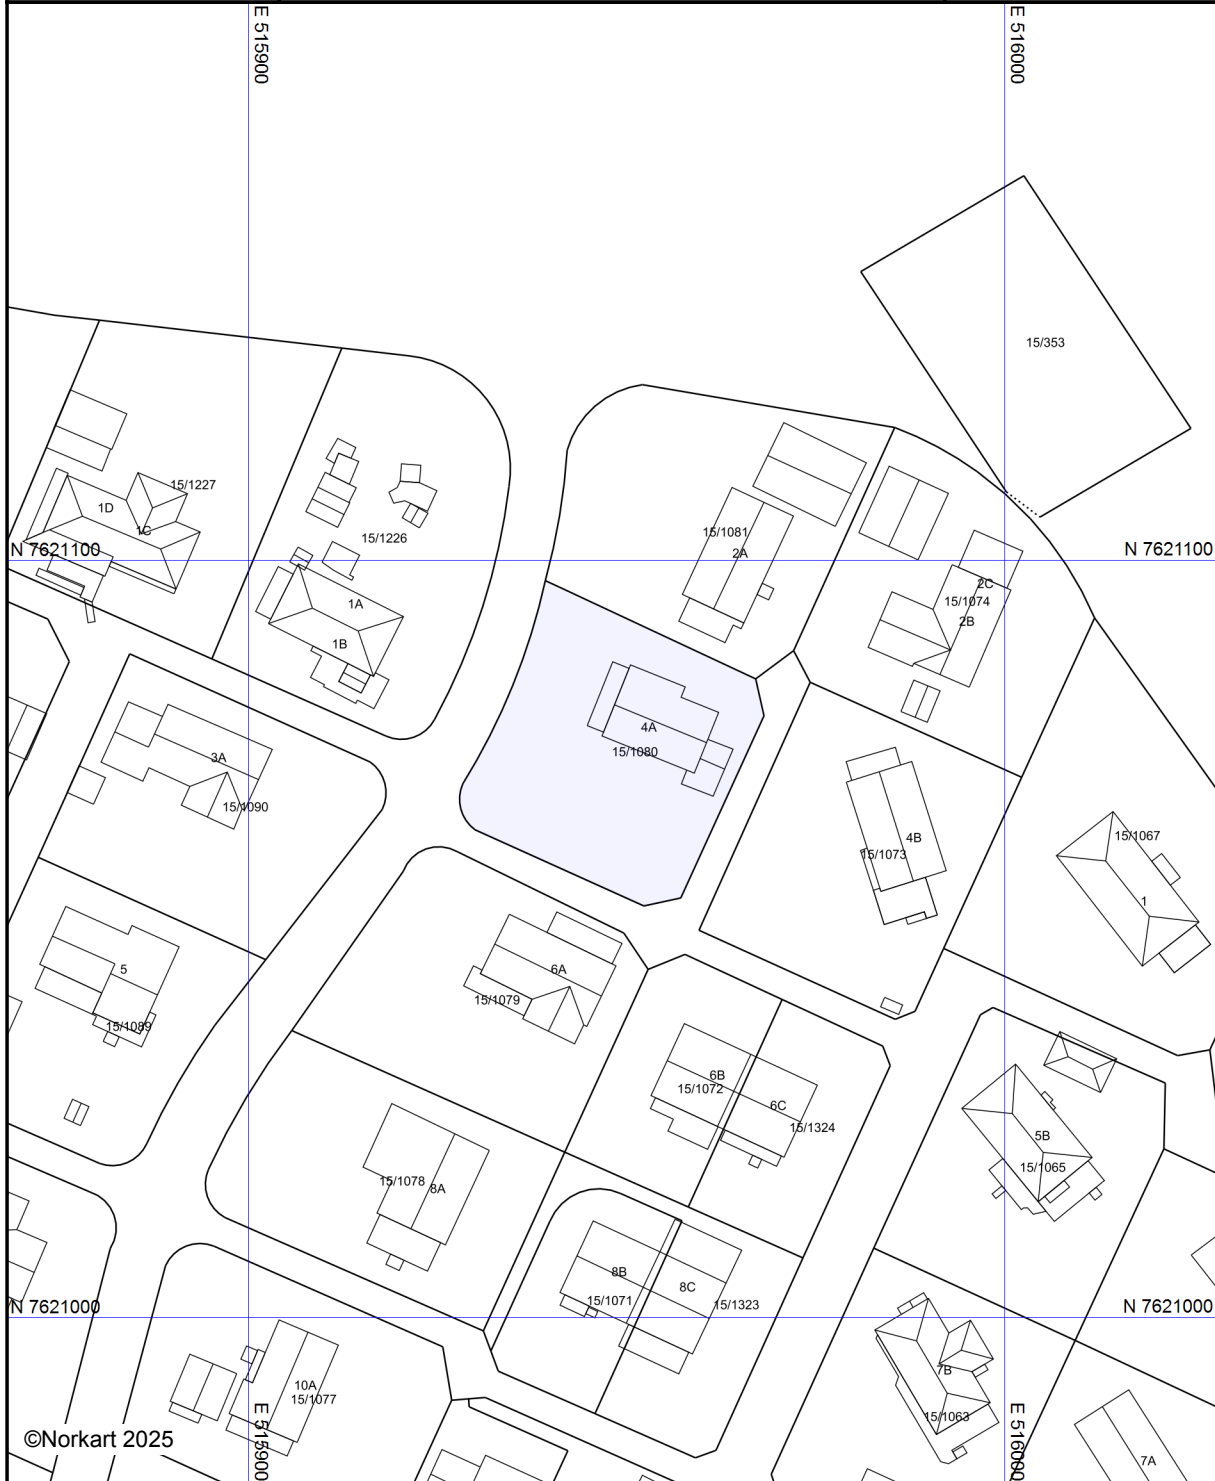 E 515900
E 516000
15/353
15/1227
1D
1C
15/1081
2A
15/1226
N 7621100
N 7621100
2C
15/1074
2B
1A
1B
4A
15/1080
3A
15/1090
15/1067
4B
15/1073
1
5
6A
15/1079
15/1089
6B
15/1072
6C
15/1324
5B
15/1065
15/1078
8A
8B
8C
15/1071
15/1323
N 7621000
N 7621000
7B
10A
15/1077
15/1063
©Norkart 2025
E 515900
E 516000
7A